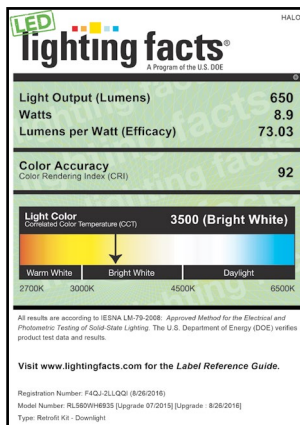 LED
HALO
lighting facts®
A Program of the U.S. DOE
Light Output (Lumens) 650
Watts 8.9
Lumens per Watt (Efficacy) 73.03
Color Accuracy 92
Color Rendering Index (CRI)
Light Color 3500 (Bright White)
Correlated Color Temperature (CCT)
Warm White Bright White Daylight
2700K 3000K 4500K 6500K
All results are according to IESNA LM-79-2008: Approved Method for the Electrical and
Photometric Testing of Solid-State Lighting. The U.S. Department of Energy (DOE) verifies
product test data and results.
Visit www.lightingfacts.com for the Label Reference Guide.
Registration Number: F4QJ-2LLQQI (8/26/2016)
Model Number: RL560WH6935 [Upgrade 07/2015] [Upgrade : 8/26/2016]
Type: Retrofit Kit - Downlight